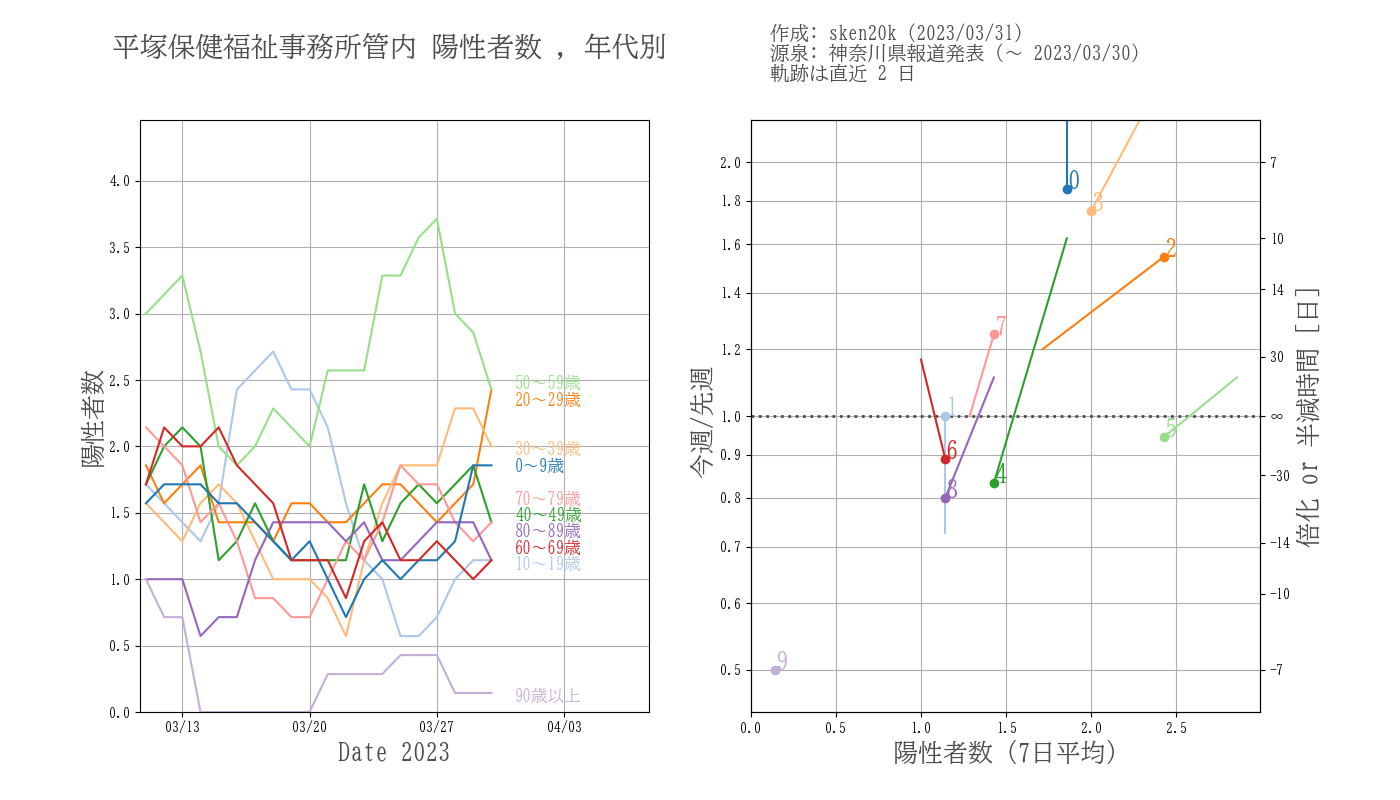 平塚保健福祉事務所管内 陽性者数 , 年代別
作成: sken20k (2023/03/31)
源泉: 神奈川県報道発表 (～ 2023/03/30)
軌跡は直近 2 日
陽性者数
4.0
3.5
3.0
2.5
2.0
1.5
1.0
0.5
0.0
03/13
03/20
03/27
04/03
Date 2023
50～59歳
20～29歳
30～39歳
0～9歳
70～79歳
40～49歳
80～89歳
60～69歳
10～19歳
90歳以上
今週/先週
2.0
1.8
1.6
1.4
1.2
1.0
0.9
0.8
0.7
0.6
0.5
0
3
2
7
1
5
6
4
8
9
0.0
0.5
1.0
1.5
2.0
2.5
陽性者数 (7日平均)
7
10
14
30
∞
−30
−14
−10
−7
倍化 or 半減時間 [日]